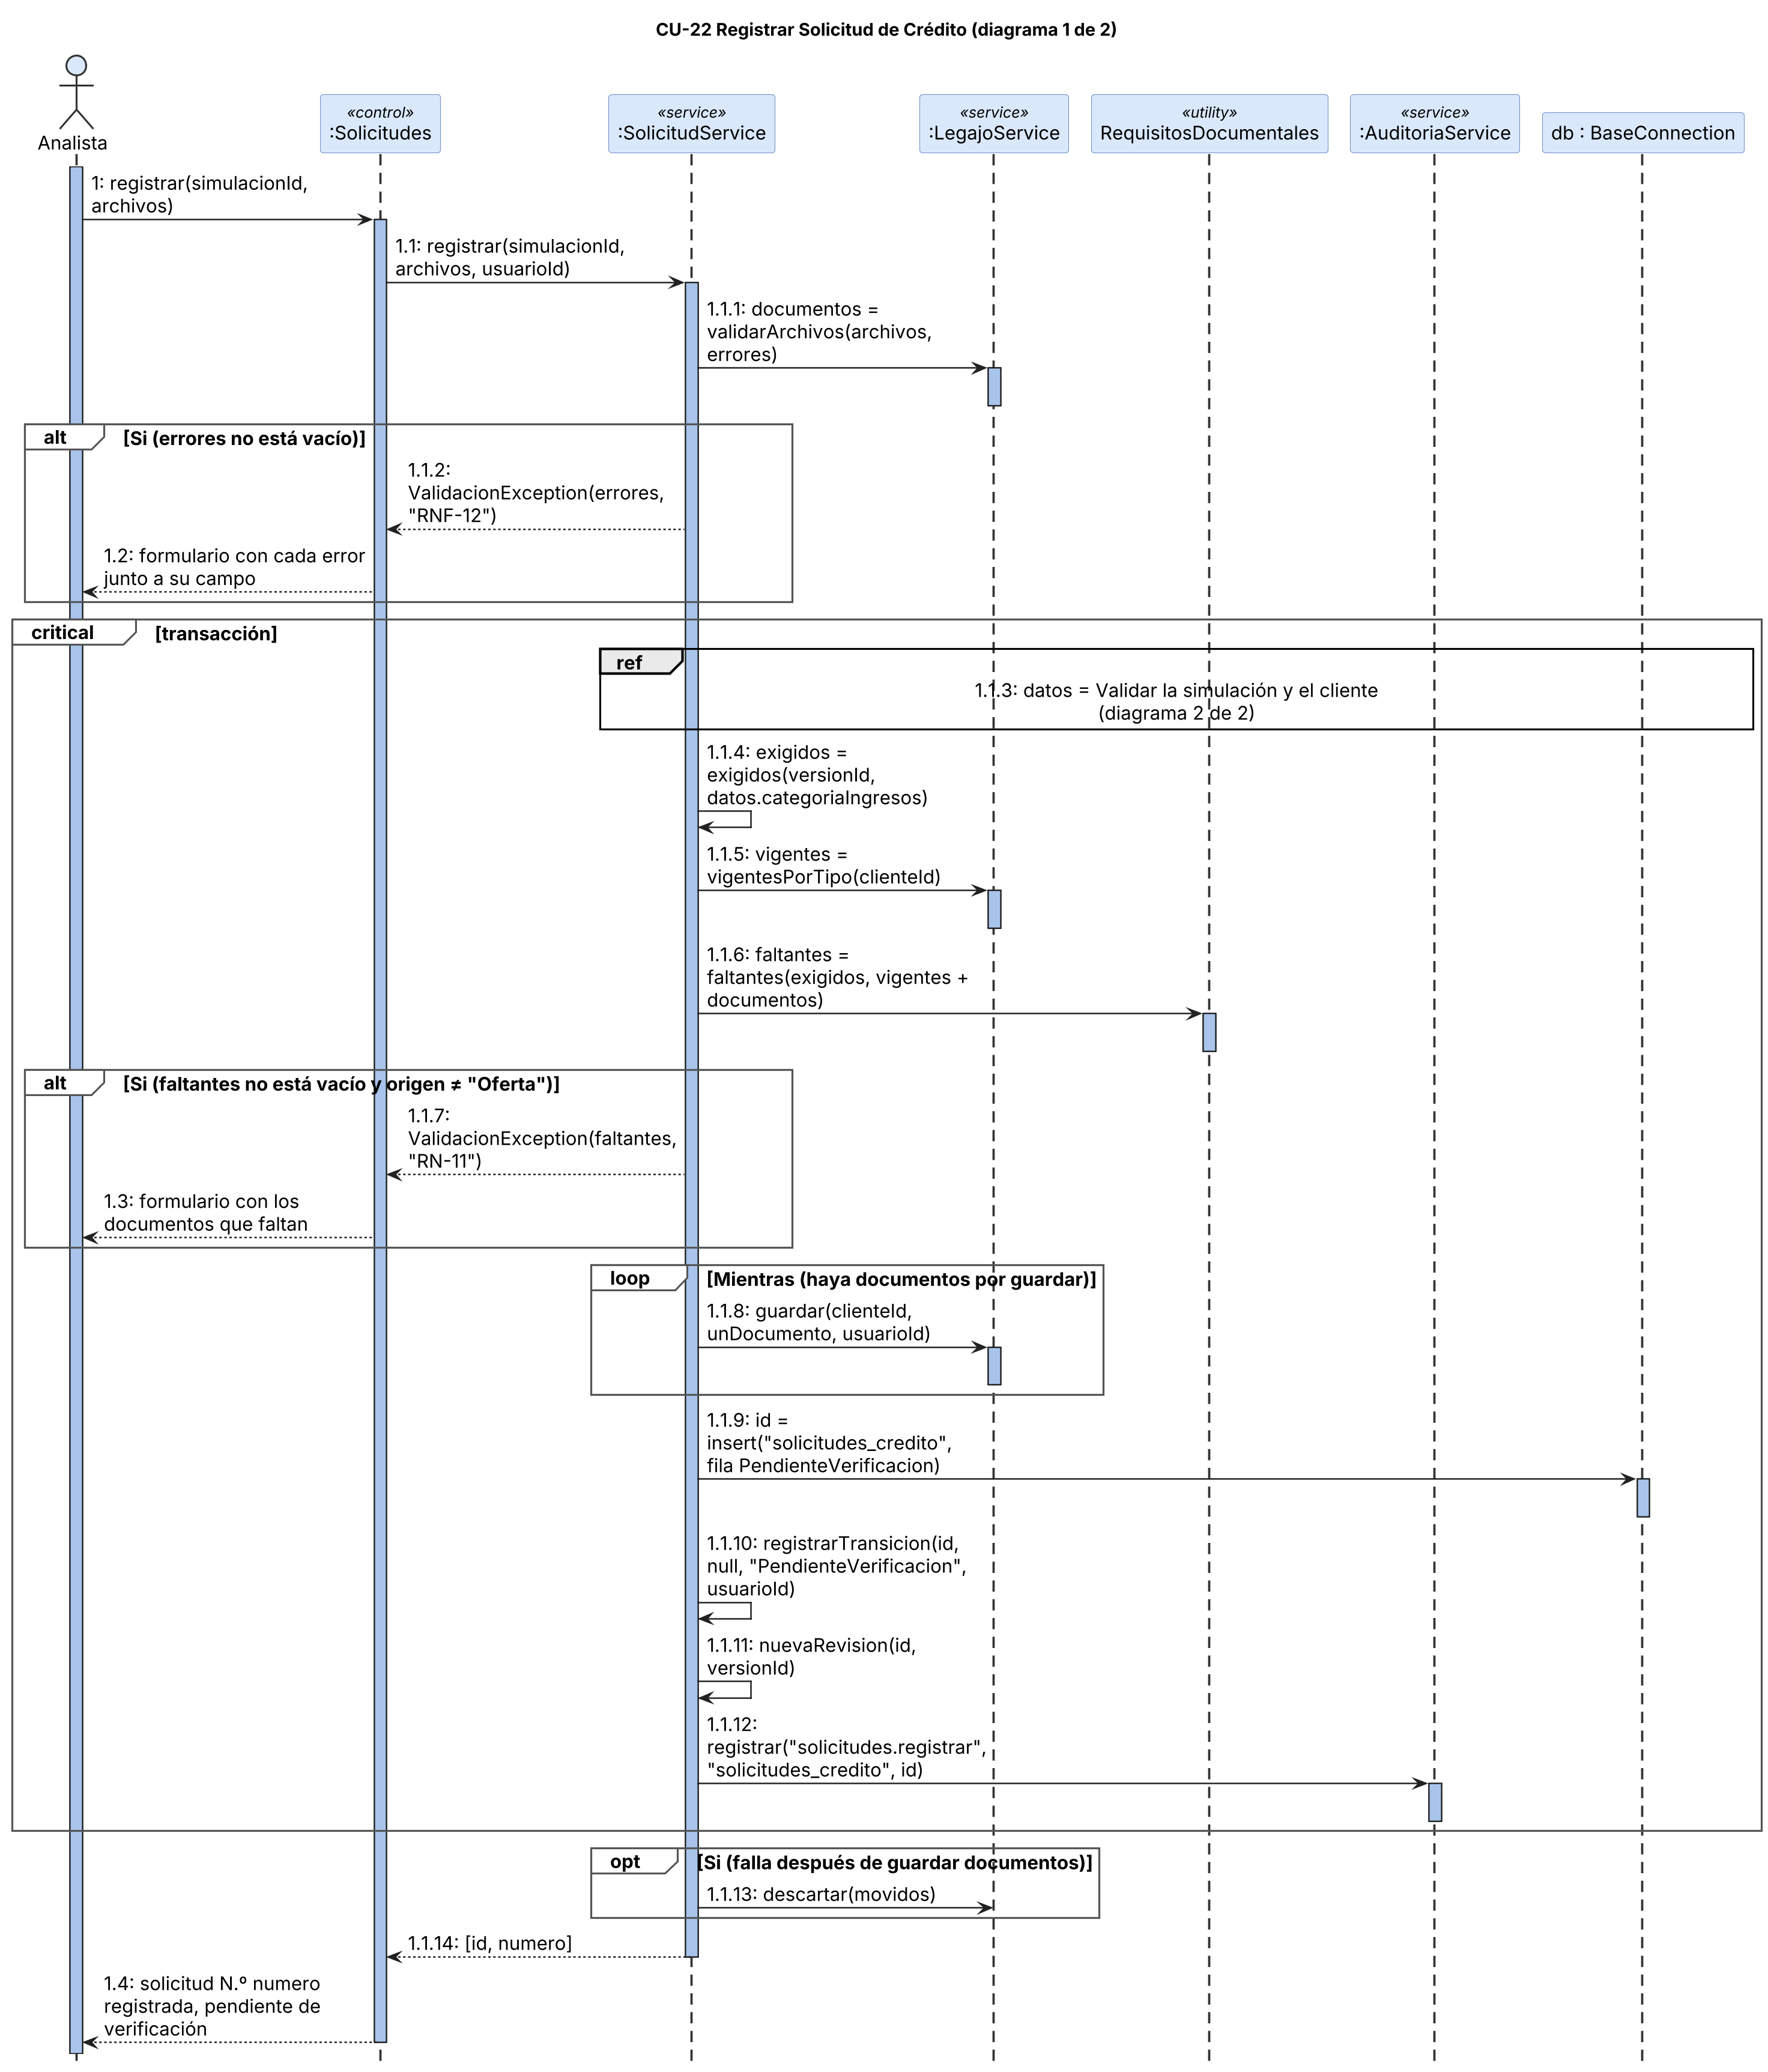 CU-22 Registrar Solicitud de Crédito (diagrama 1 de 2)
Analista
«control»
:Solicitudes
«service»
:SolicitudService
«service»
:LegajoService
«utility»
RequisitosDocumentales
«service»
:AuditoriaService
db : BaseConnection
1: registrar(simulacionId,
archivos)
1.1: registrar(simulacionId,
archivos, usuarioId)
1.1.1: documentos =
validarArchivos(archivos,
errores)
alt
[Si (errores no está vacío)]
1.1.2:
ValidacionException(errores,
"RNF-12")
1.2: formulario con cada error
junto a su campo
critical
[transacción]
ref
1.1.3: datos = Validar la simulación y el cliente
(diagrama 2 de 2)
1.1.4: exigidos =
exigidos(versionId,
datos.categoriaIngresos)
1.1.5: vigentes =
vigentesPorTipo(clienteId)
1.1.6: faltantes =
faltantes(exigidos, vigentes +
documentos)
alt
[Si (faltantes no está vacío y origen ≠ "Oferta")]
1.1.7:
ValidacionException(faltantes,
"RN-11")
1.3: formulario con los
documentos que faltan
loop
[Mientras (haya documentos por guardar)]
1.1.8: guardar(clienteId,
unDocumento, usuarioId)
1.1.9: id =
insert("solicitudes_credito",
fila PendienteVerificacion)
1.1.10: registrarTransicion(id,
null, "PendienteVerificacion",
usuarioId)
1.1.11: nuevaRevision(id,
versionId)
1.1.12:
registrar("solicitudes.registrar",
"solicitudes_credito", id)
opt
[Si (falla después de guardar documentos)]
1.1.13: descartar(movidos)
1.1.14: [id, numero]
1.4: solicitud N.º numero
registrada, pendiente de
verificación